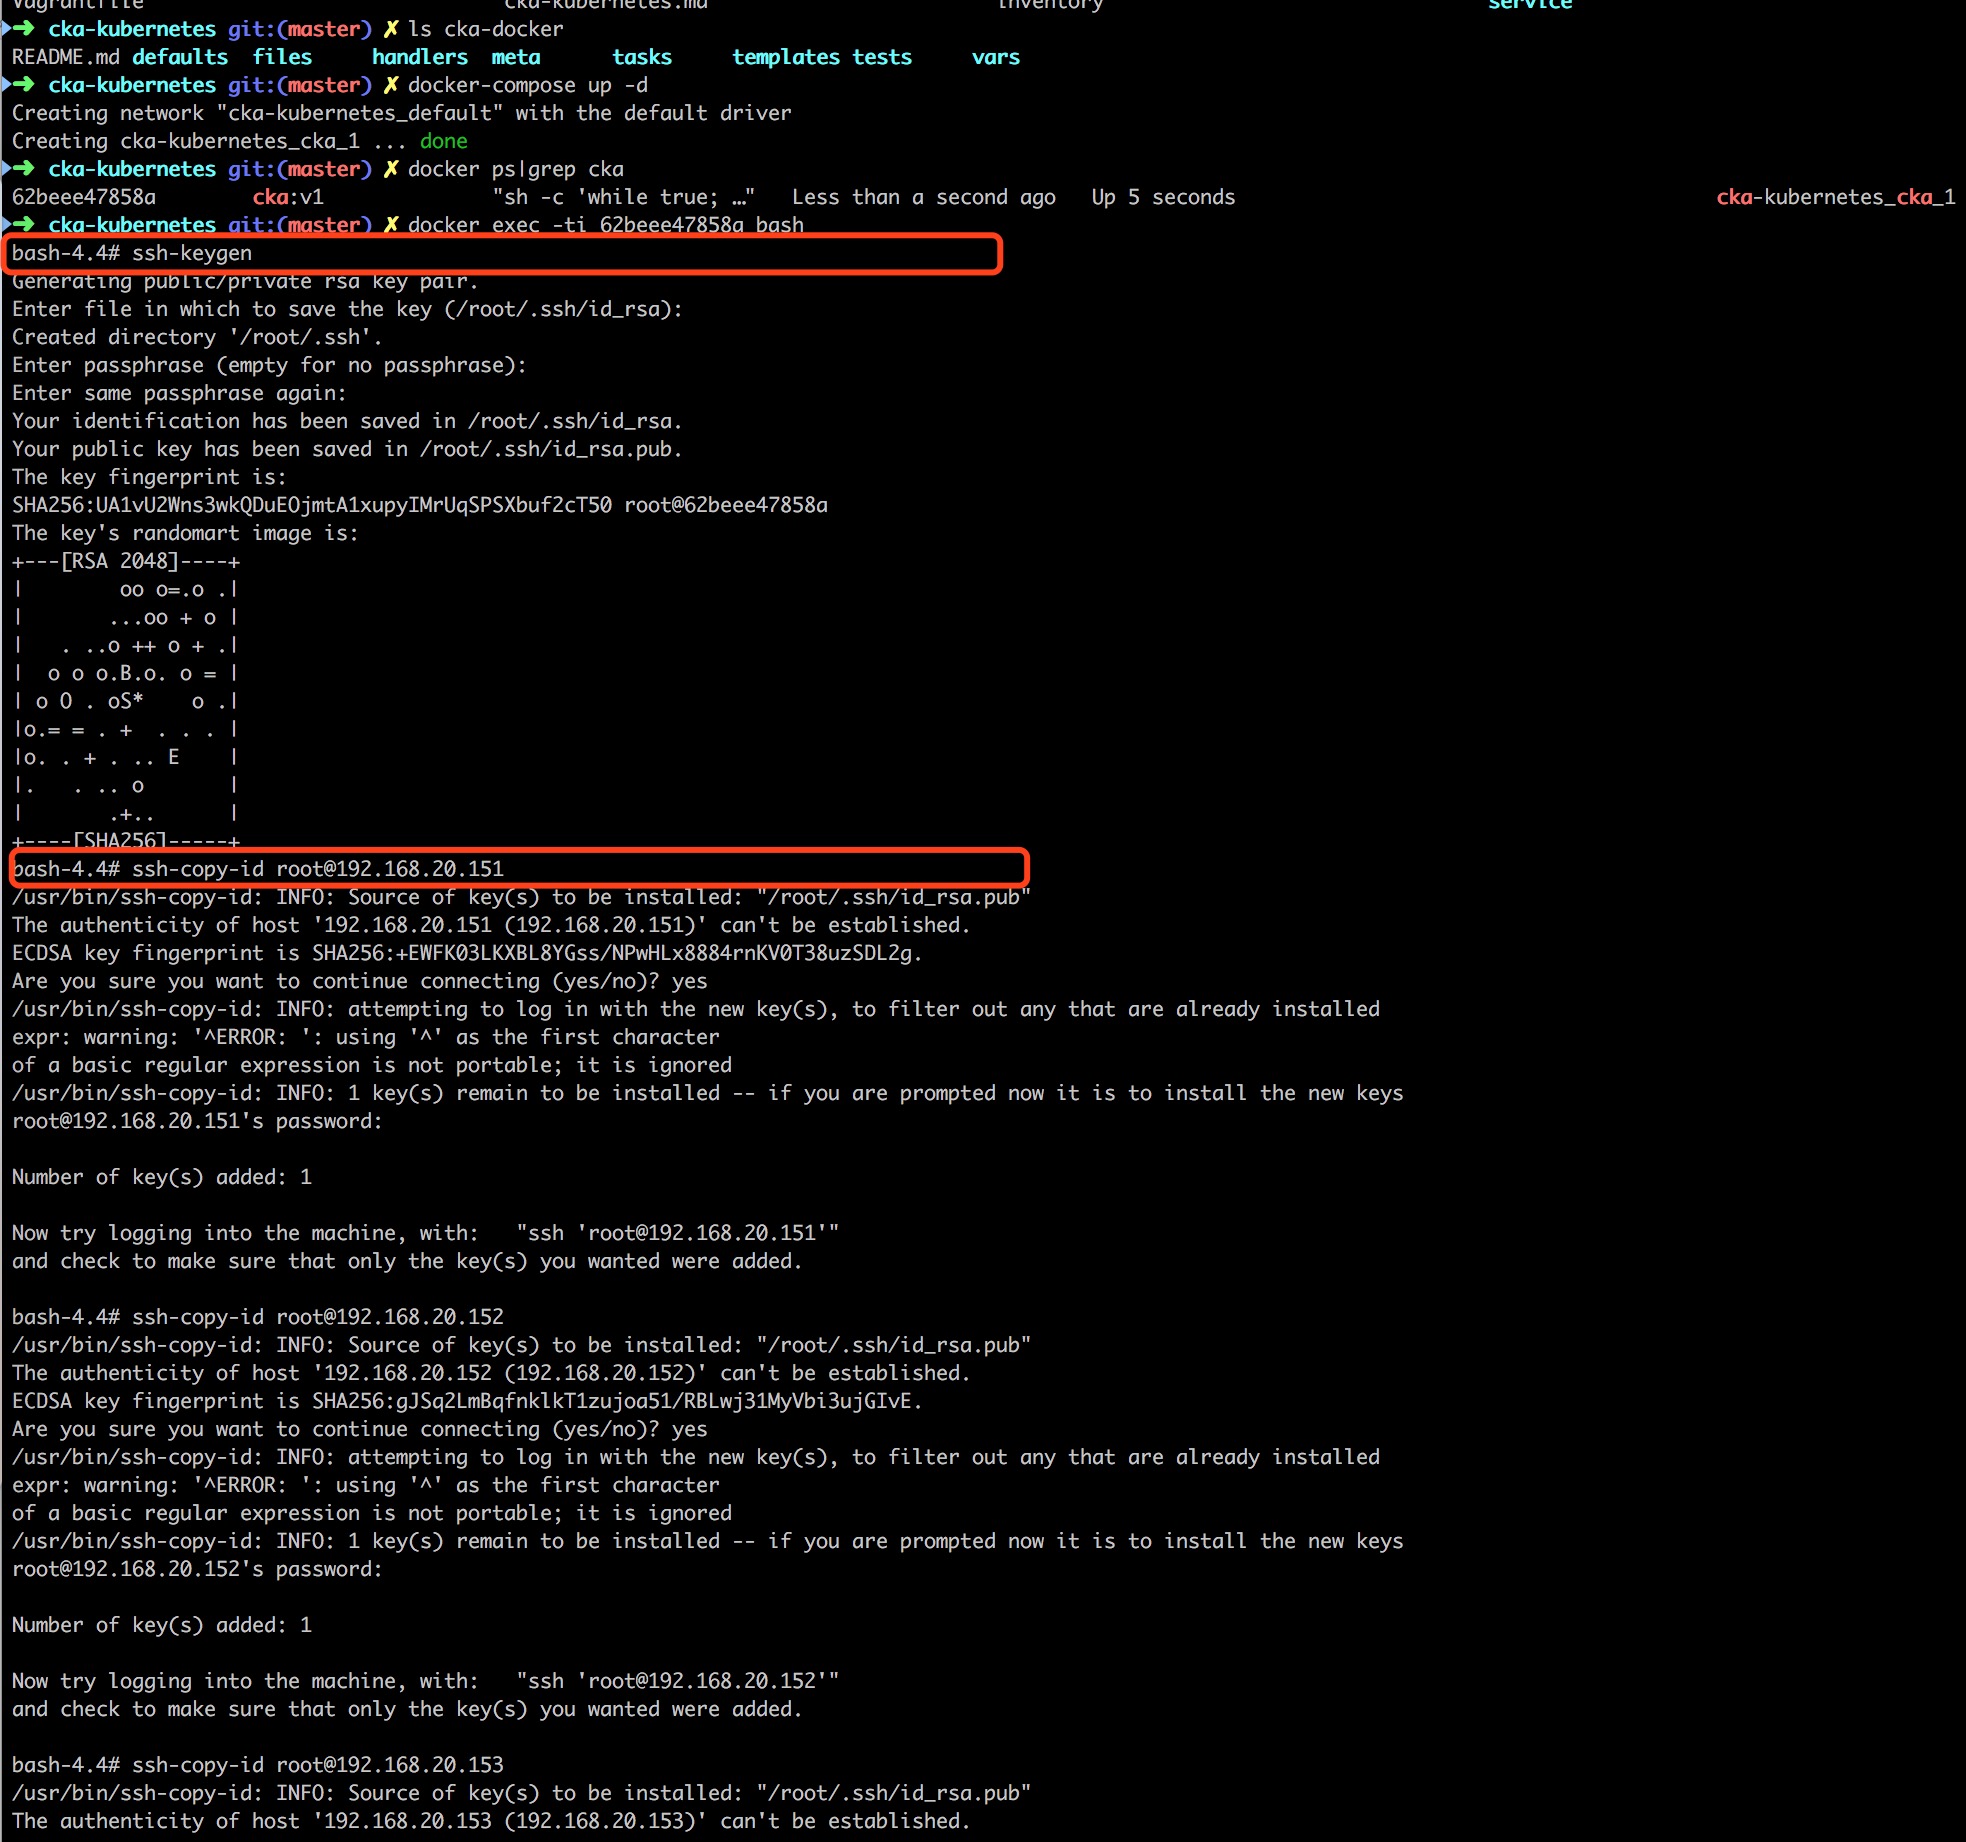 Vagrantfile cka-kubernetes.md inventory service
➜ cka-kubernetes git:(master) ✗ ls cka-docker
README.md defaults files handlers meta tasks templates tests vars
➜ cka-kubernetes git:(master) ✗ docker-compose up -d
Creating network "cka-kubernetes_default" with the default driver
Creating cka-kubernetes_cka_1 ... done
➜ cka-kubernetes git:(master) ✗ docker ps|grep cka
62beee47858a cka:v1 "sh -c 'while true; …" Less than a second ago Up 5 seconds cka-kubernetes_cka_1
➜ cka-kubernetes git:(master) ✗ docker exec -ti 62beee47858a bash
bash-4.4# ssh-keygen
Generating public/private rsa key pair.
Enter file in which to save the key (/root/.ssh/id_rsa):
Created directory '/root/.ssh'.
Enter passphrase (empty for no passphrase):
Enter same passphrase again:
Your identification has been saved in /root/.ssh/id_rsa.
Your public key has been saved in /root/.ssh/id_rsa.pub.
The key fingerprint is:
SHA256:UA1vU2Wns3wkQDuEOjmtA1xupyIMrUqSPSXbuf2cT50 root@62beee47858a
The key's randomart image is:
+---[RSA 2048]----+
|        oo o=.o .|
|       ...oo + o |
|   . ..o ++ o + .|
|  o o o.B.o. o = |
| o O . oS*    o .|
|o.= = . +  . . . |
|o. . + . .. E    |
|.   . .. o       |
|       .+..      |
+----[SHA256]-----+
bash-4.4# ssh-copy-id root@192.168.20.151
/usr/bin/ssh-copy-id: INFO: Source of key(s) to be installed: "/root/.ssh/id_rsa.pub"
The authenticity of host '192.168.20.151 (192.168.20.151)' can't be established.
ECDSA key fingerprint is SHA256:+EWFK03LKXBL8YGss/NPwHLx8884rnKV0T38uzSDL2g.
Are you sure you want to continue connecting (yes/no)? yes
/usr/bin/ssh-copy-id: INFO: attempting to log in with the new key(s), to filter out any that are already installed
expr: warning: '^ERROR: ': using '^' as the first character
of a basic regular expression is not portable; it is ignored
/usr/bin/ssh-copy-id: INFO: 1 key(s) remain to be installed -- if you are prompted now it is to install the new keys
root@192.168.20.151's password:
Number of key(s) added: 1
Now try logging into the machine, with:   "ssh 'root@192.168.20.151'"
and check to make sure that only the key(s) you wanted were added.
bash-4.4# ssh-copy-id root@192.168.20.152
/usr/bin/ssh-copy-id: INFO: Source of key(s) to be installed: "/root/.ssh/id_rsa.pub"
The authenticity of host '192.168.20.152 (192.168.20.152)' can't be established.
ECDSA key fingerprint is SHA256:gJSq2LmBqfnklkT1zujoa51/RBLwj31MyVbi3ujGIvE.
Are you sure you want to continue connecting (yes/no)? yes
/usr/bin/ssh-copy-id: INFO: attempting to log in with the new key(s), to filter out any that are already installed
expr: warning: '^ERROR: ': using '^' as the first character
of a basic regular expression is not portable; it is ignored
/usr/bin/ssh-copy-id: INFO: 1 key(s) remain to be installed -- if you are prompted now it is to install the new keys
root@192.168.20.152's password:
Number of key(s) added: 1
Now try logging into the machine, with:   "ssh 'root@192.168.20.152'"
and check to make sure that only the key(s) you wanted were added.
bash-4.4# ssh-copy-id root@192.168.20.153
/usr/bin/ssh-copy-id: INFO: Source of key(s) to be installed: "/root/.ssh/id_rsa.pub"
The authenticity of host '192.168.20.153 (192.168.20.153)' can't be established.